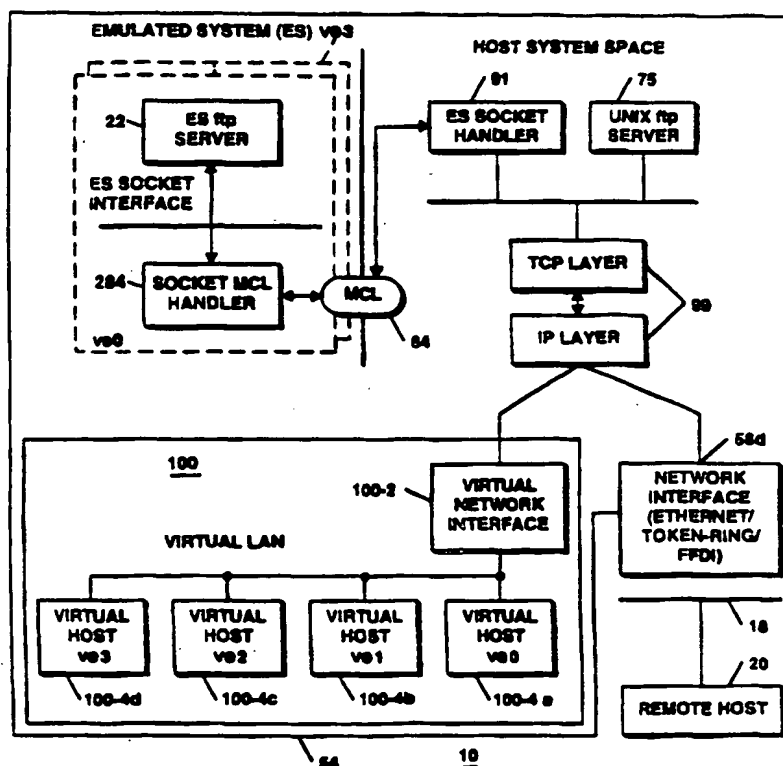 EMULATED SYSTEM (ES) ve3
HOST SYSTEM SPACE
22
ES ftp
SERVER
ES SOCKET
INTERFACE
284
SOCKET MCL
HANDLER
ve0
MCL
64
91
ES SOCKET
HANDLER
75
UNIX ftp
SERVER
TCP LAYER
IP LAYER
99
100
100-2
VIRTUAL
NETWORK
INTERFACE
VIRTUAL LAN
VIRTUAL
HOST
ve3
VIRTUAL
HOST
ve2
VIRTUAL
HOST
ve1
VIRTUAL
HOST
ve0
100-4d
100-4c
100-4b
100-4a
58d
NETWORK
INTERFACE
(ETHERNET/
TOKEN-RING/
FFDI)
18
20
REMOTE HOST
54
10